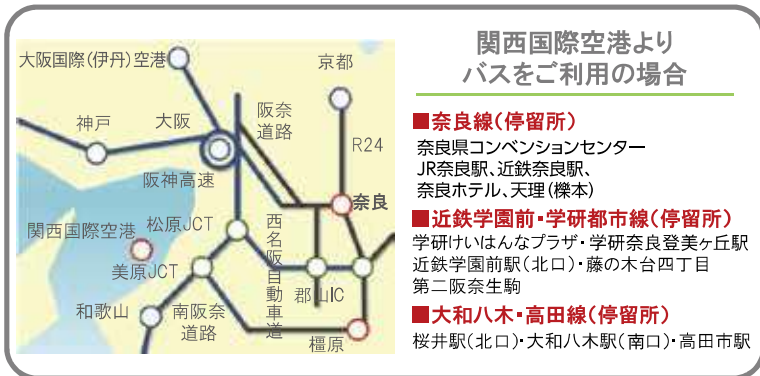 関西国際空港より
バスをご利用の場合
■奈良線(停留所)
奈良県コンベンションセンター
JR奈良駅、近鉄奈良駅、
奈良ホテル、天理(櫟本)
■近鉄学園前・学研都市線(停留所)
学研けいはんなプラザ・学研奈良登美ヶ丘駅
近鉄学園前駅(北口)・藤の木台四丁目
第二阪奈生駒
■大和八木・高田線(停留所)
桜井駅(北口)・大和八木駅(南口)・高田市駅
大阪国際(伊丹)空港
京都
神戸
大阪
阪奈
道路
R24
阪神高速
奈良
関西国際空港
松原JCT
西名阪自動車道
美原JCT
郡山IC
和歌山
南阪奈
道路
橿原